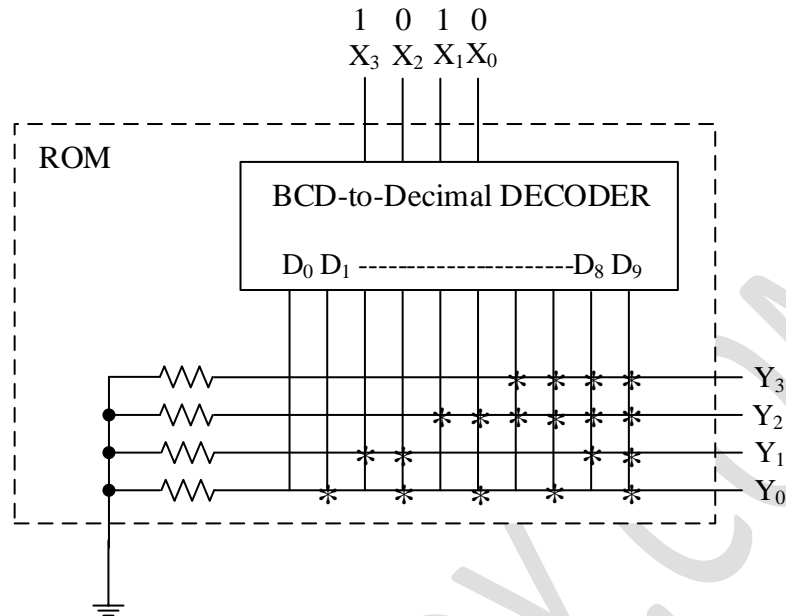 1 0 1 0
X₃ X₂ X₁ X₀
ROM
BCD-to-Decimal DECODER
D₀ D₁ ------------------------ D₈ D₉
Y₃
Y₂
Y₁
Y₀